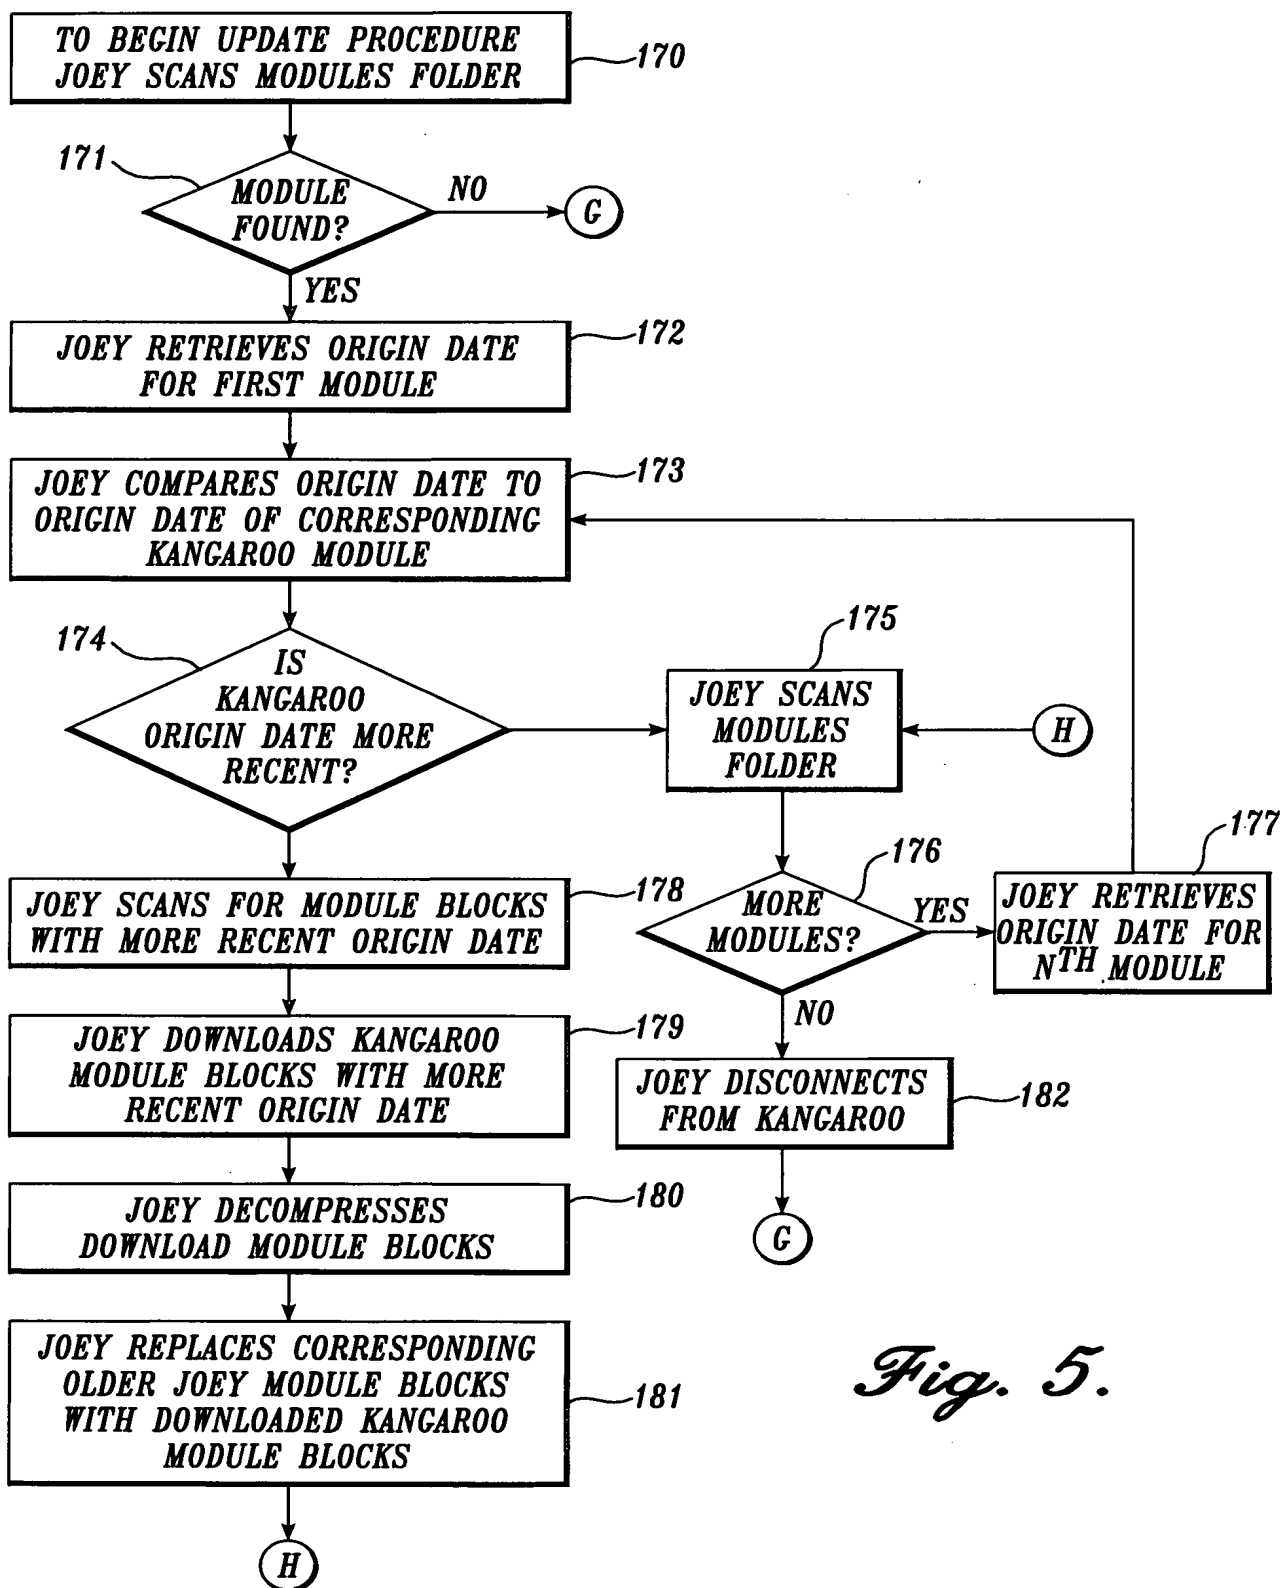 TO BEGIN UPDATE PROCEDURE
JOEY SCANS MODULES FOLDER
170
171
MODULE
FOUND?
NO
G
YES
JOEY RETRIEVES ORIGIN DATE
FOR FIRST MODULE
172
JOEY COMPARES ORIGIN DATE TO
ORIGIN DATE OF CORRESPONDING
KANGAROO MODULE
173
174
IS
KANGAROO
ORIGIN DATE MORE
RECENT?
175
JOEY SCANS
MODULES
FOLDER
H
176
MORE
MODULES?
YES
177
JOEY RETRIEVES
ORIGIN DATE FOR
NTH MODULE
NO
JOEY DISCONNECTS
FROM KANGAROO
182
G
JOEY SCANS FOR MODULE BLOCKS
WITH MORE RECENT ORIGIN DATE
178
JOEY DOWNLOADS KANGAROO
MODULE BLOCKS WITH MORE
RECENT ORIGIN DATE
179
JOEY DECOMPRESSES
DOWNLOAD MODULE BLOCKS
180
JOEY REPLACES CORRESPONDING
OLDER JOEY MODULE BLOCKS
WITH DOWNLOADED KANGAROO
MODULE BLOCKS
181
H
Fig. 5.